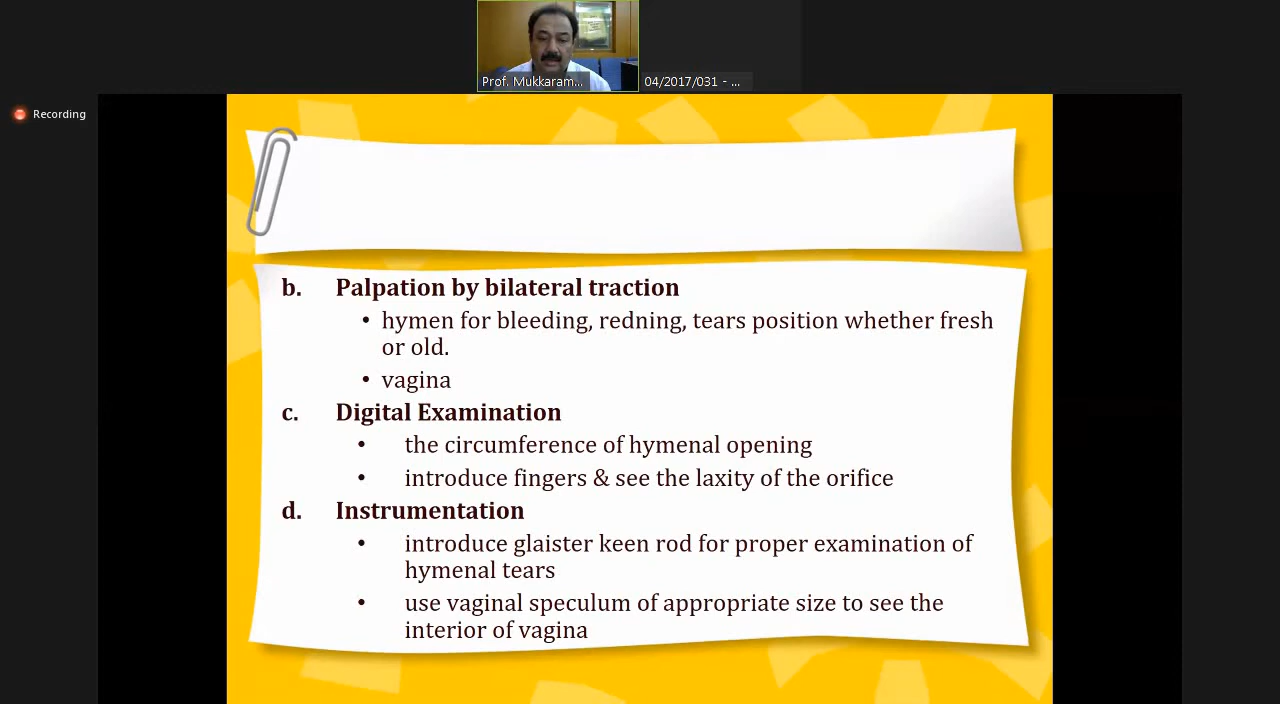 Prof. Mukkaram...
04/2017/031 - ...
Recording
b. Palpation by bilateral traction
• hymen for bleeding, redning, tears position whether fresh
or old.
• vagina
c. Digital Examination
• the circumference of hymenal opening
• introduce fingers & see the laxity of the orifice
d. Instrumentation
• introduce glaister keen rod for proper examination of
hymenal tears
• use vaginal speculum of appropriate size to see the
interior of vagina